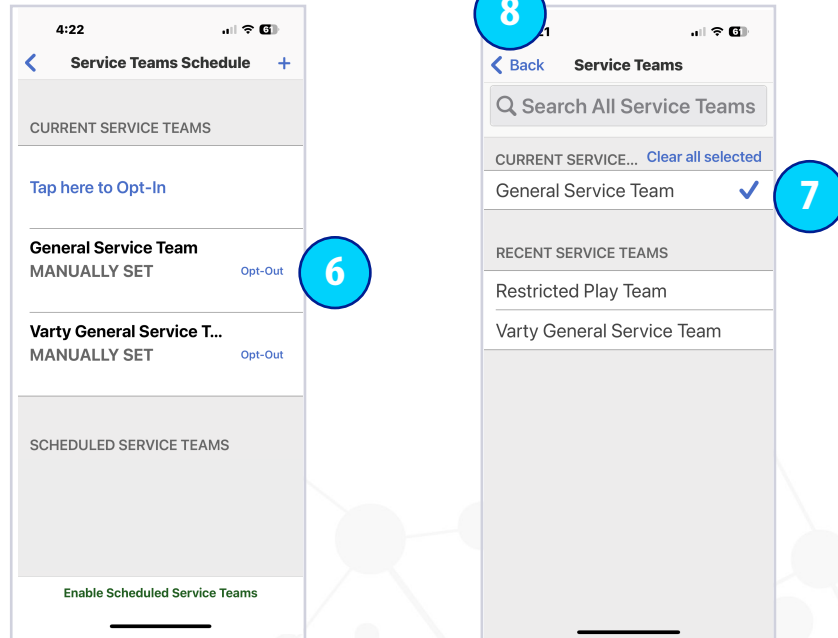 4:22
61
Service Teams Schedule +
CURRENT SERVICE TEAMS
Tap here to Opt-In
General Service Team
MANUALLY SET Opt-Out
6
Varty General Service T...
MANUALLY SET Opt-Out
SCHEDULED SERVICE TEAMS
Enable Scheduled Service Teams
8
1
61
Back Service Teams
Search All Service Teams
CURRENT SERVICE... Clear all selected
General Service Team
7
RECENT SERVICE TEAMS
Restricted Play Team
Varty General Service Team